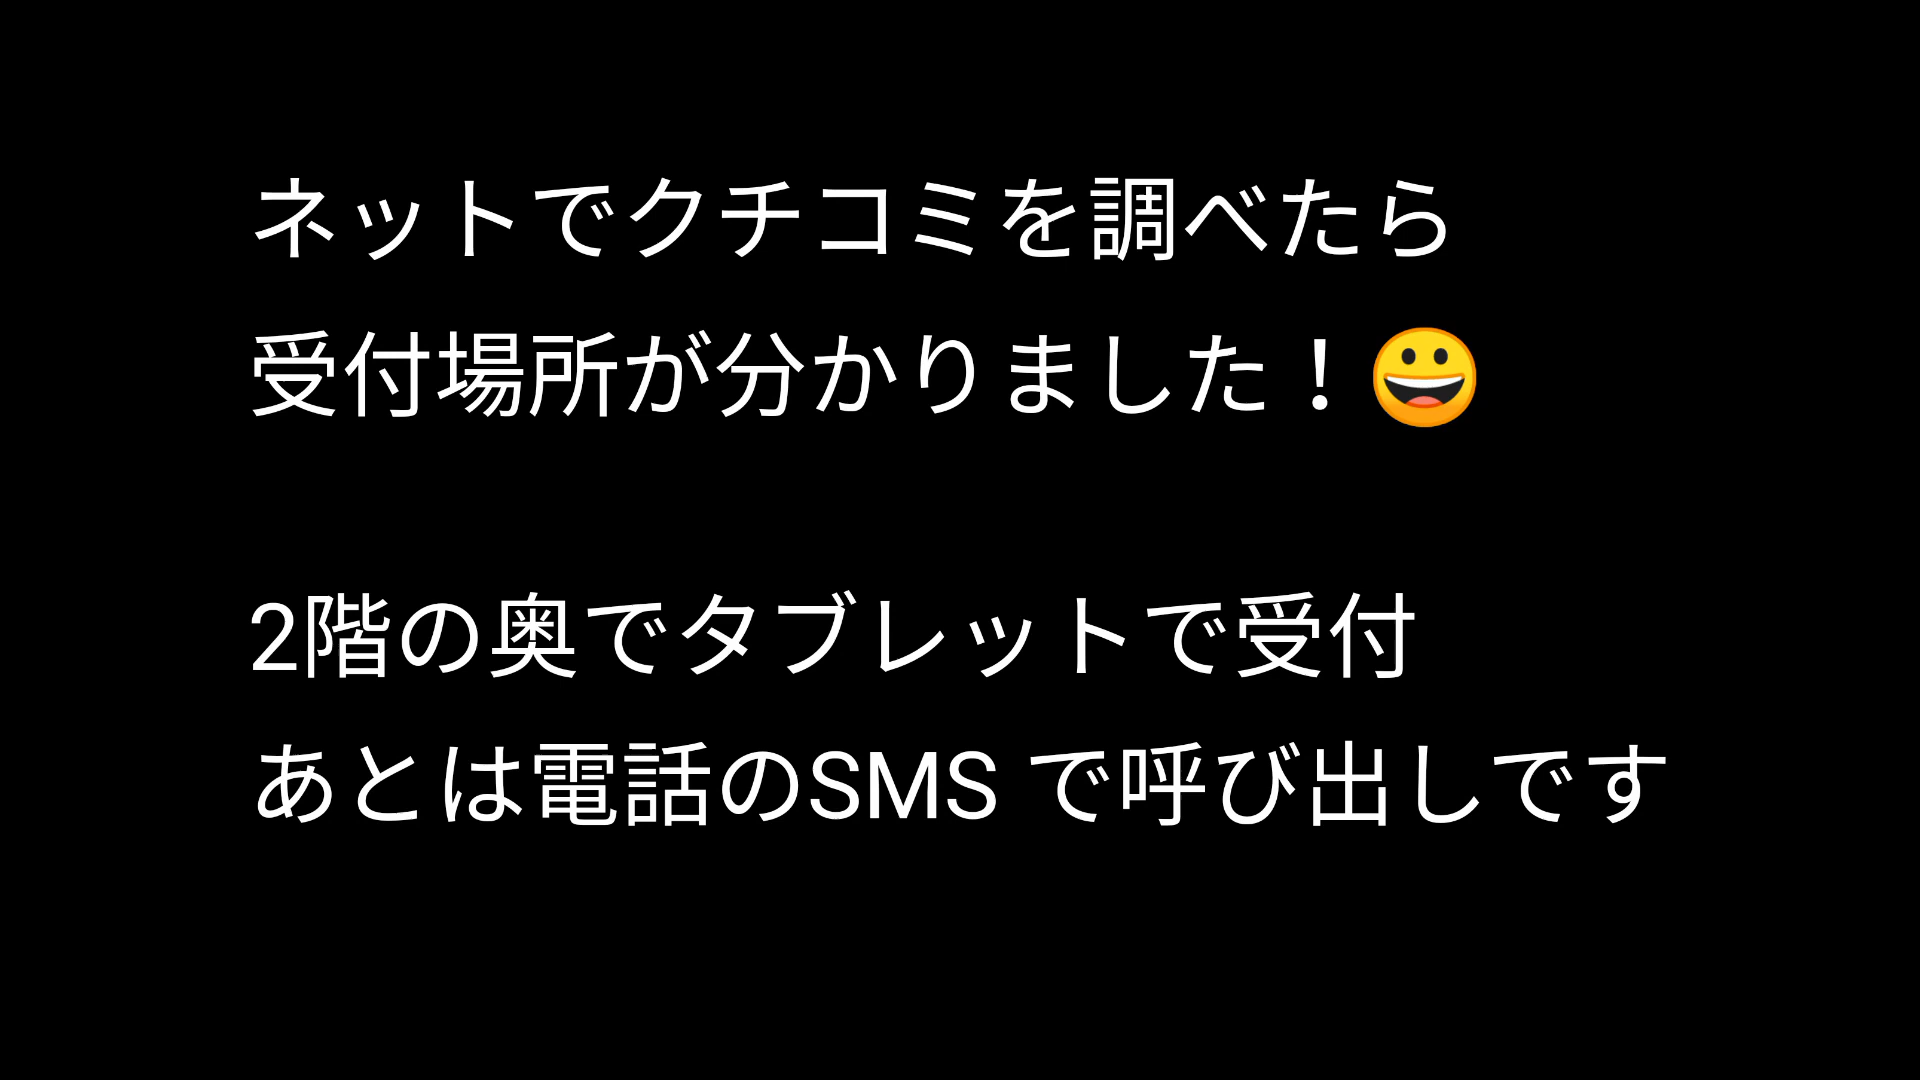 ネットでクチコミを調べたら
受付場所が分かりました！😀
2階の奥でタブレットで受付
あとは電話のSMS で呼び出しです